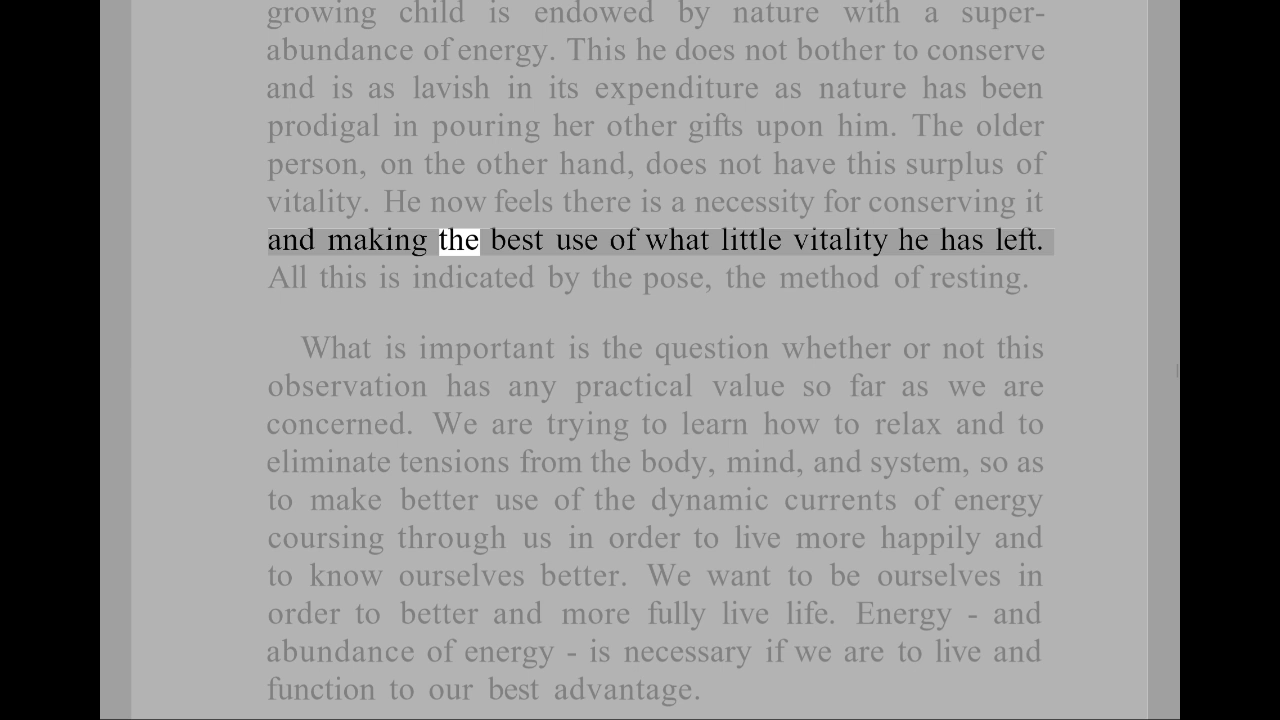 growing child is endowed by nature with a super-
abundance of energy. This he does not bother to conserve
and is as lavish in its expenditure as nature has been
prodigal in pouring her other gifts upon him. The older
person, on the other hand, does not have this surplus of
vitality. He now feels there is a necessity for conserving it
and making the best use of what little vitality he has left.
All this is indicated by the pose, the method of resting.
What is important is the question whether or not this
observation has any practical value so far as we are
concerned. We are trying to learn how to relax and to
eliminate tensions from the body, mind, and system, so as
to make better use of the dynamic currents of energy
coursing through us in order to live more happily and
to know ourselves better. We want to be ourselves in
order to better and more fully live life. Energy - and
abundance of energy - is necessary if we are to live and
function to our best advantage.